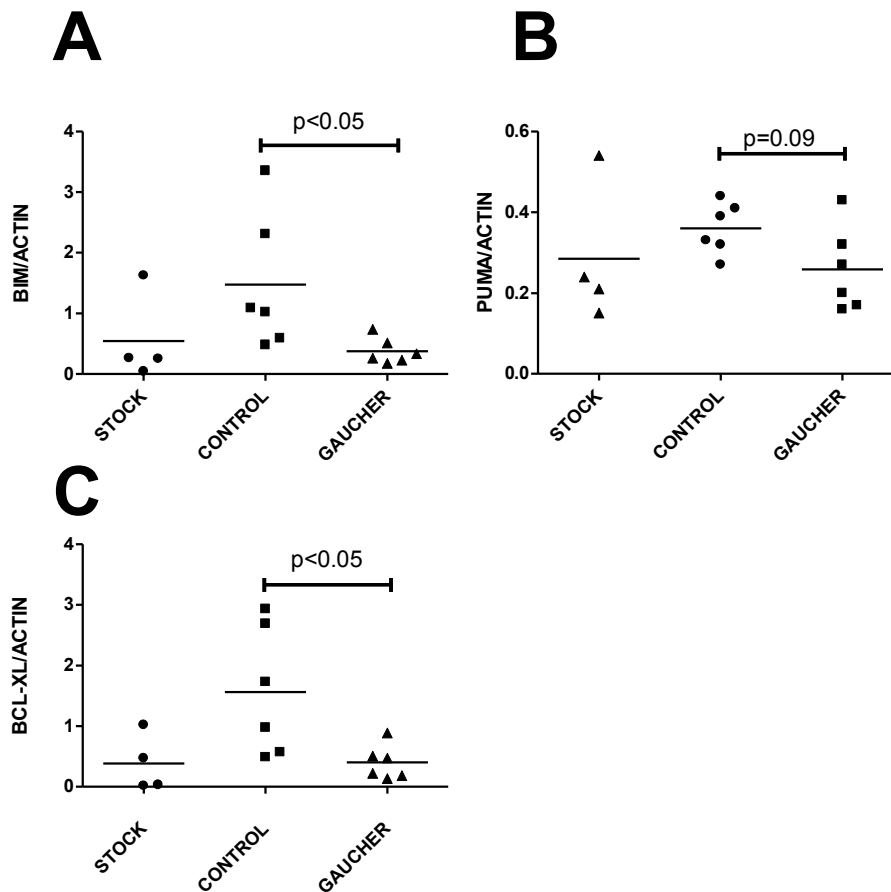 A
B
p<0.05
p=0.09
4
3
2
1
0
BIM/ACTIN
STOCK
CONTROL
GAUCHER
0.6
0.4
0.2
0.0
PUMA/ACTIN
STOCK
CONTROL
GAUCHER
C
p<0.05
4
3
2
1
0
BCL-XL/ACTIN
STOCK
CONTROL
GAUCHER